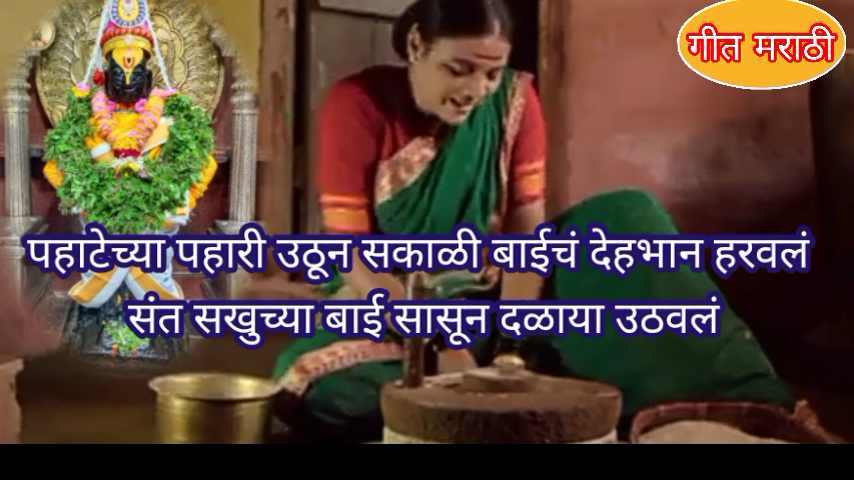 गीत मराठी
पहाटेच्या पहारी उठून सकाळी बाईचं देहभान हरवलं
संत सखुच्या बाई सासून दळाया उठवलं